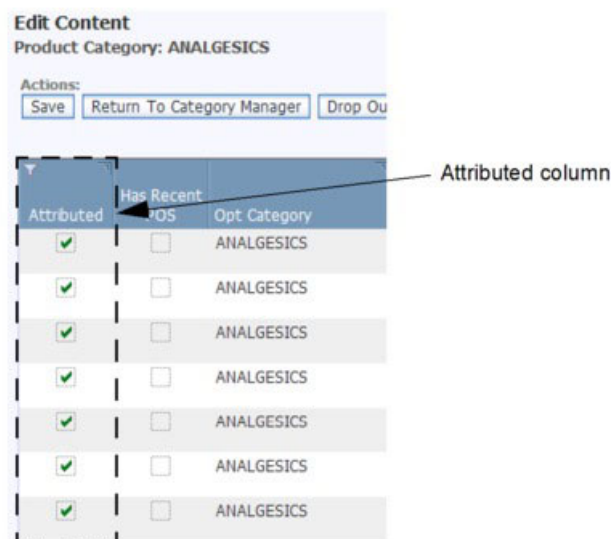 Edit Content
Product Category: ANALGESICS
Actions:
Save Return To Category Manager Drop Ou
Attributed column
Has Recent
Attributed POS Opt Category
ANALGESICS
ANALGESICS
ANALGESICS
ANALGESICS
ANALGESICS
ANALGESICS
ANALGESICS